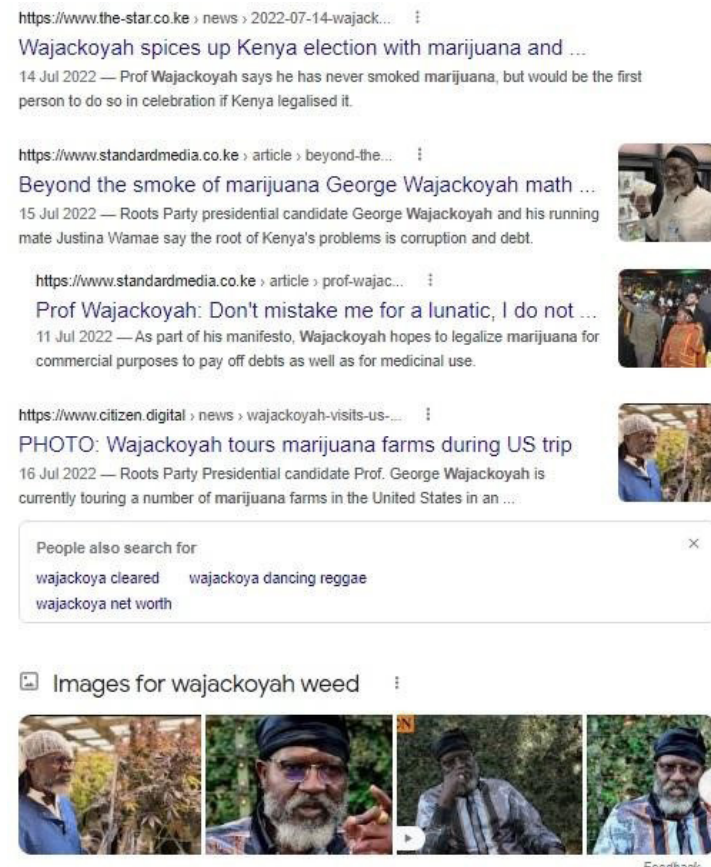 https://www.the-star.co.ke › news › 2022-07-14-wajack...
Wajackoyah spices up Kenya election with marijuana and ...
14 Jul 2022 — Prof Wajackoyah says he has never smoked marijuana, but would be the first
person to do so in celebration if Kenya legalised it.
https://www.standardmedia.co.ke › article › beyond-the...
Beyond the smoke of marijuana George Wajackoyah math ...
15 Jul 2022 — Roots Party presidential candidate George Wajackoyah and his running
mate Justina Wamae say the root of Kenya's problems is corruption and debt.
https://www.standardmedia.co.ke › article › prof-wajac...
Prof Wajackoyah: Don't mistake me for a lunatic, I do not ...
11 Jul 2022 — As part of his manifesto, Wajackoyah hopes to legalize marijuana for
commercial purposes to pay off debts as well as for medicinal use.
https://www.citizen.digital › news › wajackoyah-visits-us-...
PHOTO: Wajackoyah tours marijuana farms during US trip
16 Jul 2022 — Roots Party Presidential candidate Prof. George Wajackoyah is
currently touring a number of marijuana farms in the United States in an ...
People also search for
wajackoya cleared wajackoya dancing reggae
wajackoya net worth
Images for wajackoyah weed